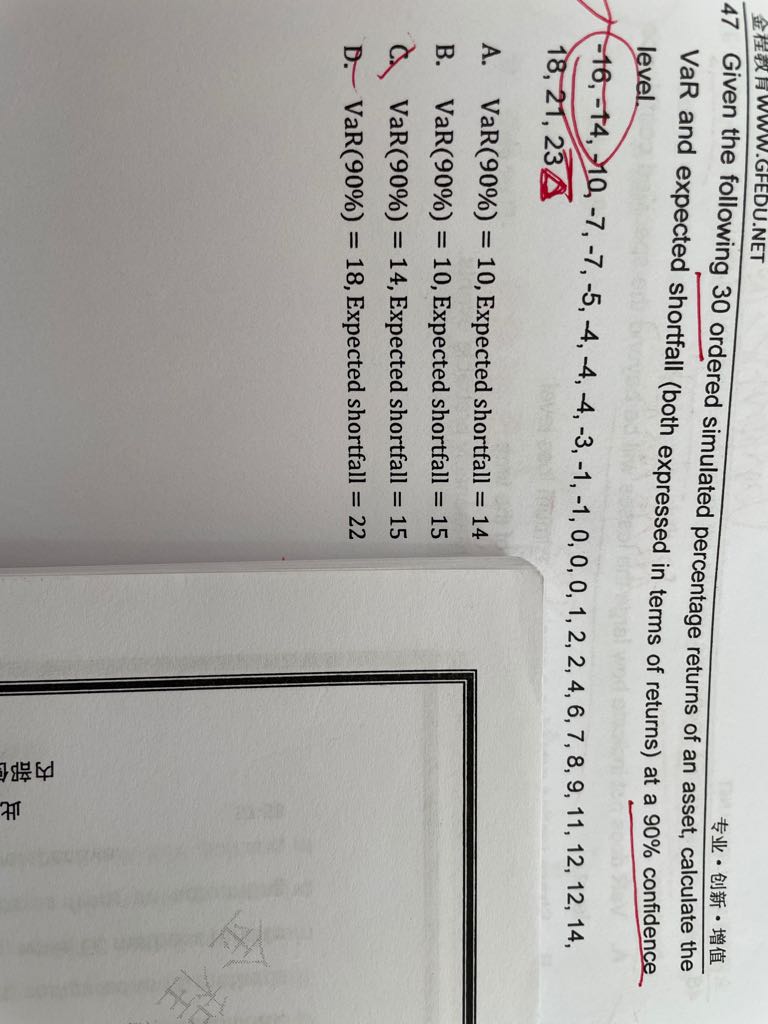 金程教育WWW.GFEDU.NET
专业·创新·增值
47 Given the following 30 ordered simulated percentage returns of an asset, calculate the
VaR and expected shortfall (both expressed in terms of returns) at a 90% confidence
level.
-16, -14, -10, -7, -7, -5, -4, -4, -4, -3, -1, -1, 0, 0, 0, 1, 2, 2, 4, 6, 7, 8, 9, 11, 12, 12, 14,
18, 21, 23
A. VaR(90%) = 10, Expected shortfall = 14
B. VaR(90%) = 10, Expected shortfall = 15
C. VaR(90%) = 14, Expected shortfall = 15
D. VaR(90%) = 18, Expected shortfall = 22
内部
此